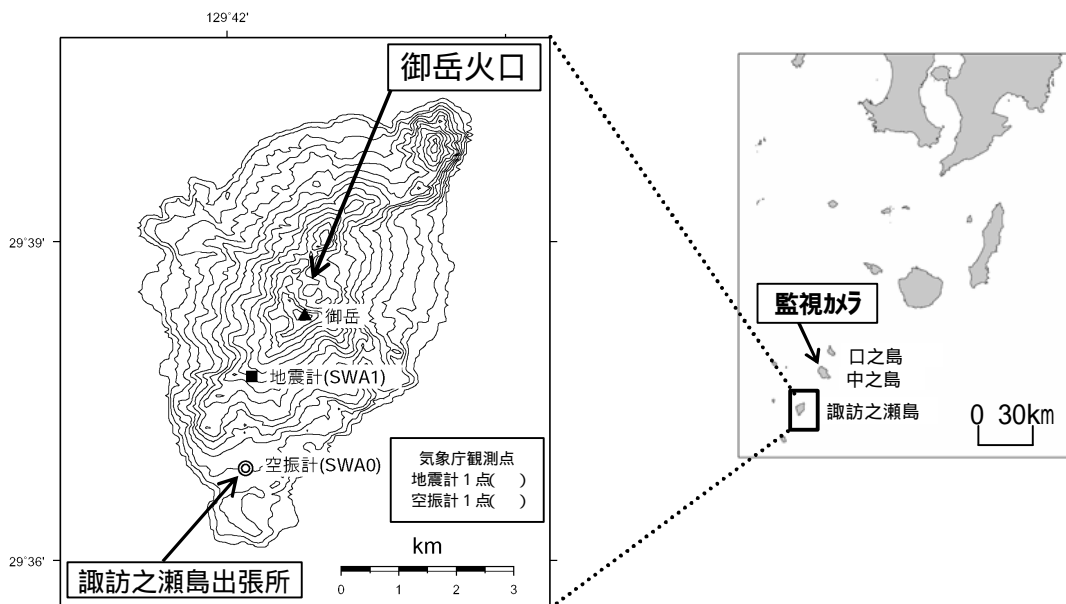 129°42'
御岳火口
29°39'
御岳
地震計(SWA1)
空振計(SWA0)
気象庁観測点
地震計1点(　)
空振計1点(　)
29°36'
諏訪之瀬島出張所
km
0 1 2 3
監視ｶﾒﾗ
口之島
中之島
諏訪之瀬島
0 30km